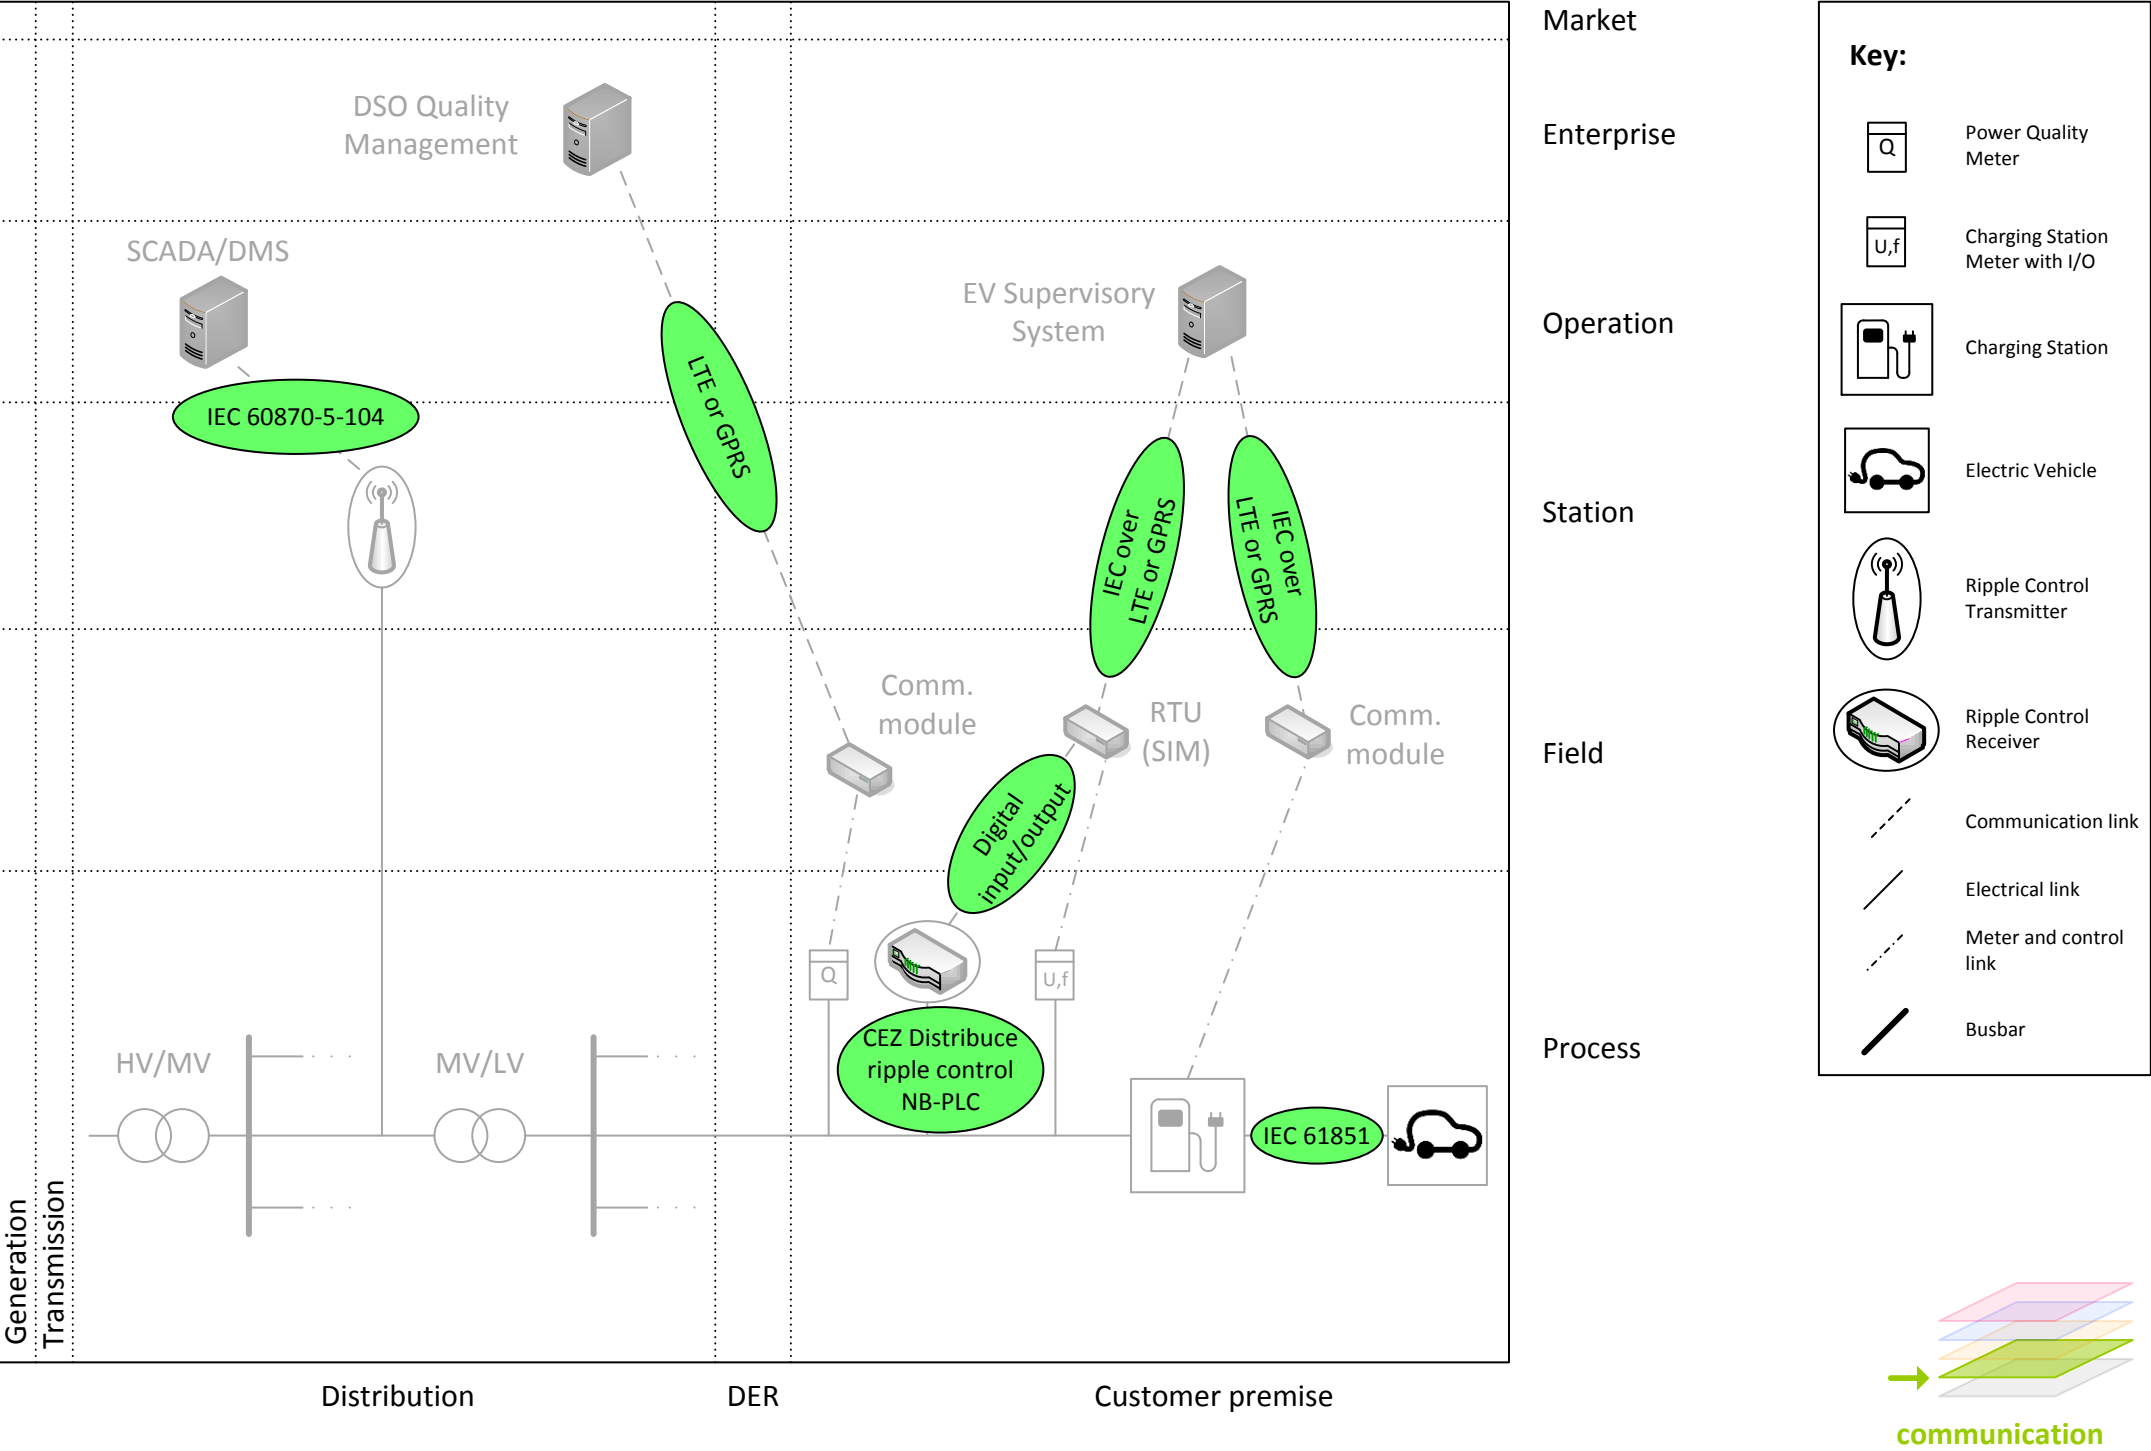 Market
Enterprise
Operation
Station
Field
Process
DSO Quality
Management
SCADA/DMS
EV Supervisory
System
IEC 60870-5-104
LTE or GPRS
IEC over
LTE or GPRS
IEC over
LTE or GPRS
Comm.
module
RTU
(SIM)
Comm.
module
Digital
input/output
Q
U,f
CEZ Distribuce
ripple control
NB-PLC
HV/MV
MV/LV
IEC 61851
Generation
Transmission
Distribution
DER
Customer premise
Key:
Q
Power Quality
Meter
U,f
Charging Station
Meter with I/O
Charging Station
Electric Vehicle
Ripple Control
Transmitter
Ripple Control
Receiver
Communication link
Electrical link
Meter and control
link
Busbar
communication